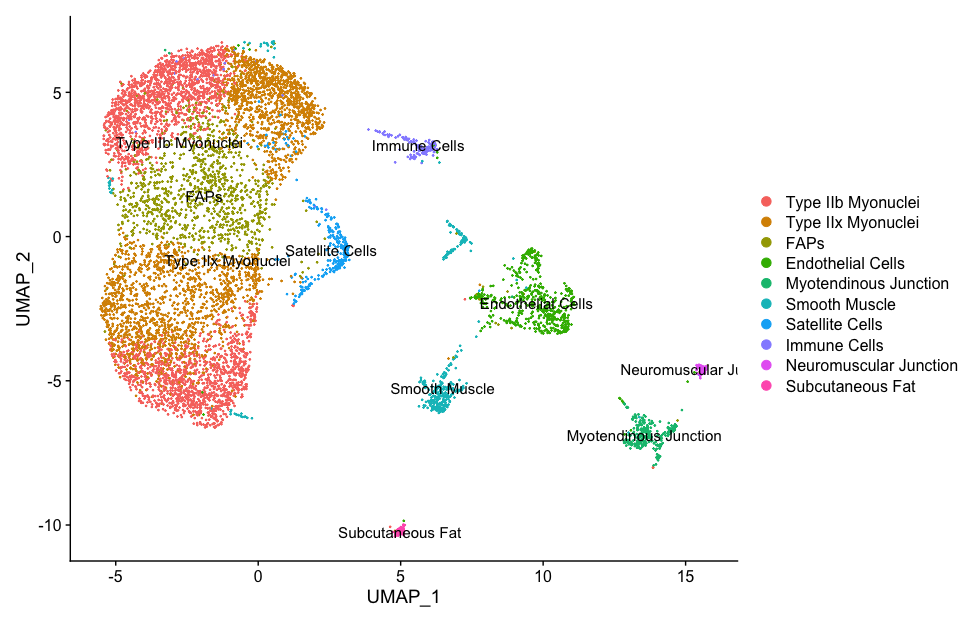 UMAP_2
5
0
-5
-10
Type IIb Myonuclei
Immune Cells
FAPs
Satellite Cells
Type IIx Myonuclei
Endothelial Cells
Neuromuscular Ju
Smooth Muscle
Myotendinous Junction
Subcutaneous Fat
-5 0 5 10 15
UMAP_1
Type IIb Myonuclei
Type IIx Myonuclei
FAPs
Endothelial Cells
Myotendinous Junction
Smooth Muscle
Satellite Cells
Immune Cells
Neuromuscular Junction
Subcutaneous Fat